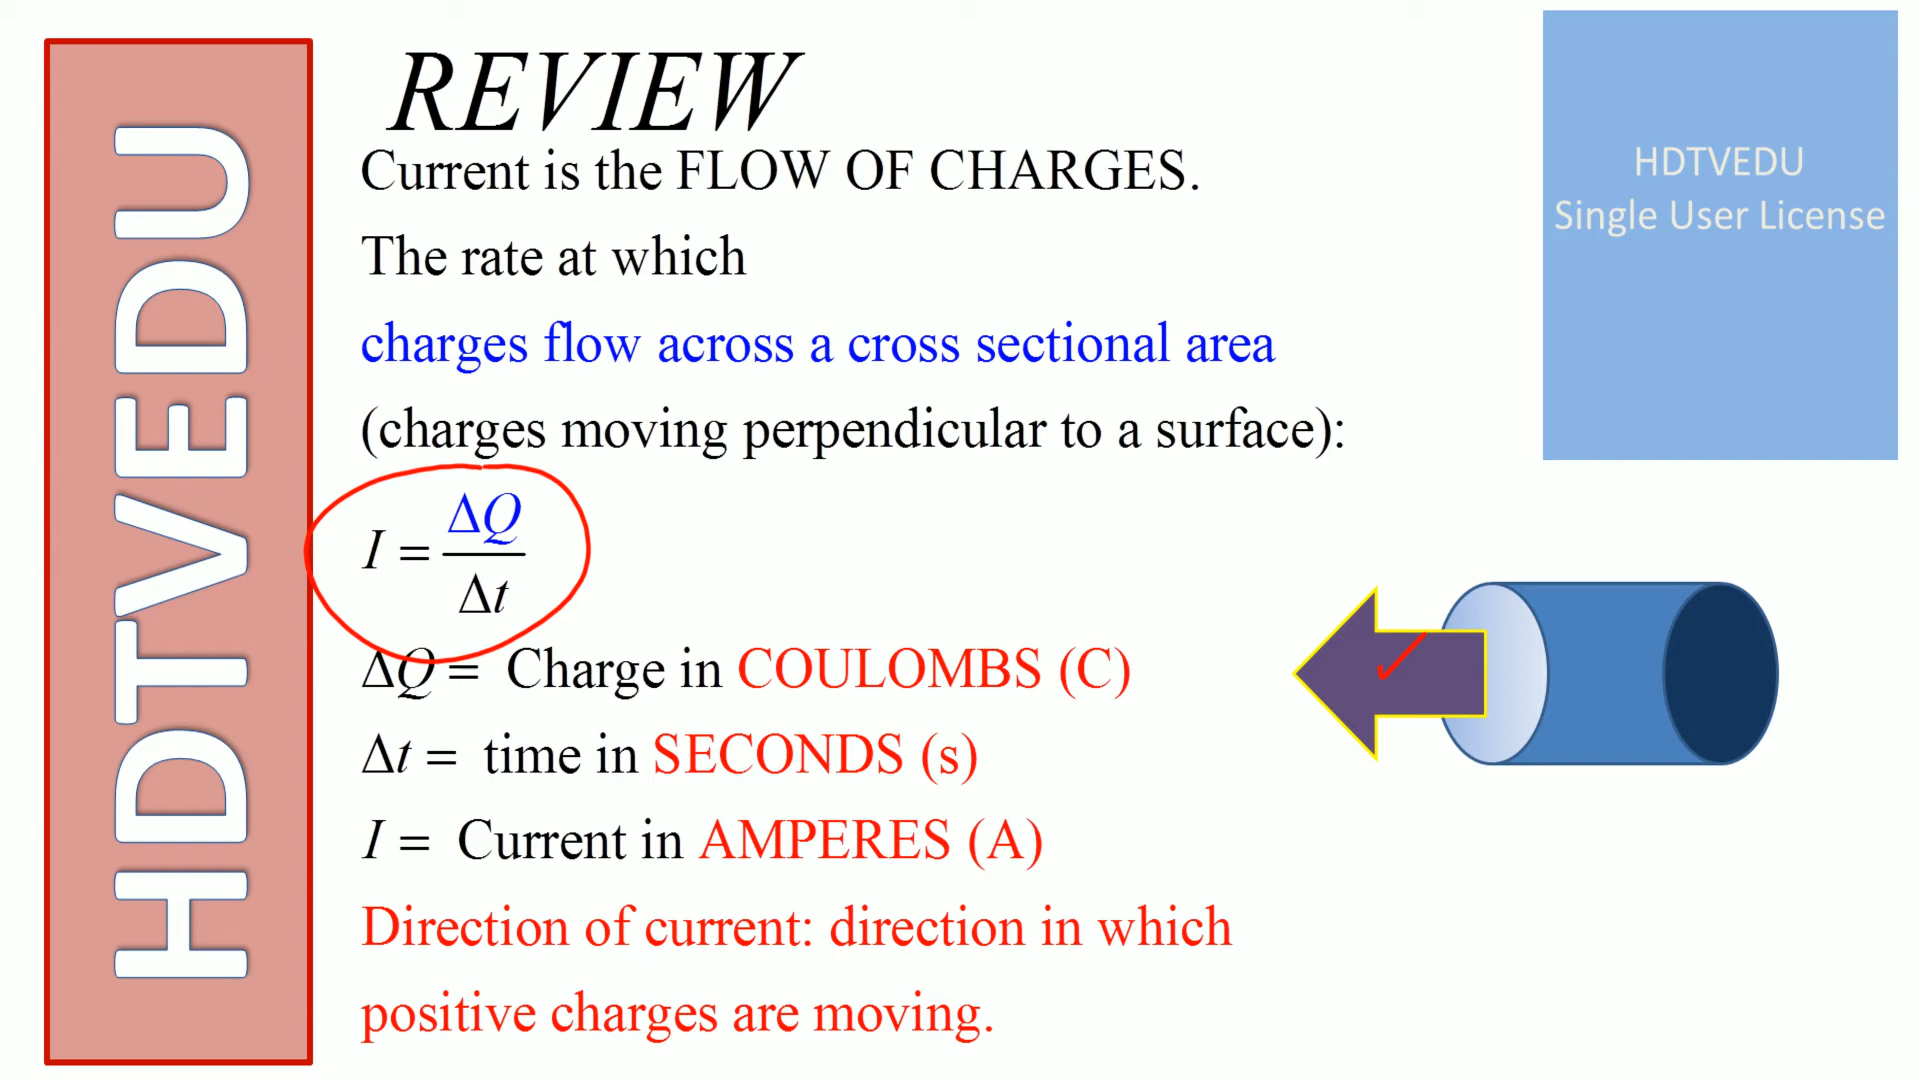 HDTVEDU
REVIEW
Current is the FLOW OF CHARGES.
The rate at which
charges flow across a cross sectional area
(charges moving perpendicular to a surface):
I = ΔQ / Δt
ΔQ = Charge in COULOMBS (C)
Δt = time in SECONDS (s)
I = Current in AMPERES (A)
Direction of current: direction in which
positive charges are moving.
HDTVEDU
Single User License